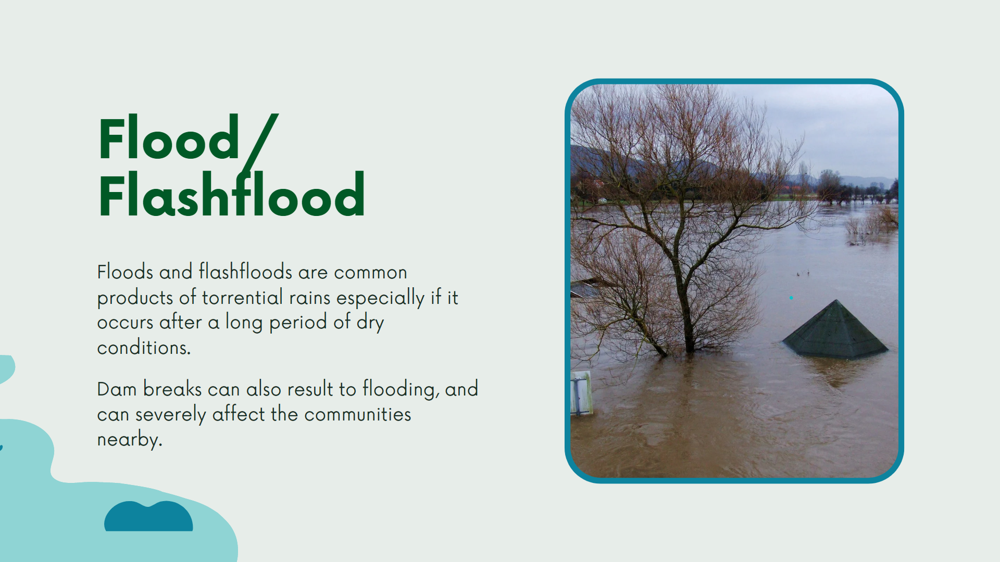 Flood/
Flashflood
Floods and flashfloods are common
products of torrential rains especially if it
occurs after a long period of dry
conditions.
Dam breaks can also result to flooding, and
can severely affect the communities
nearby.